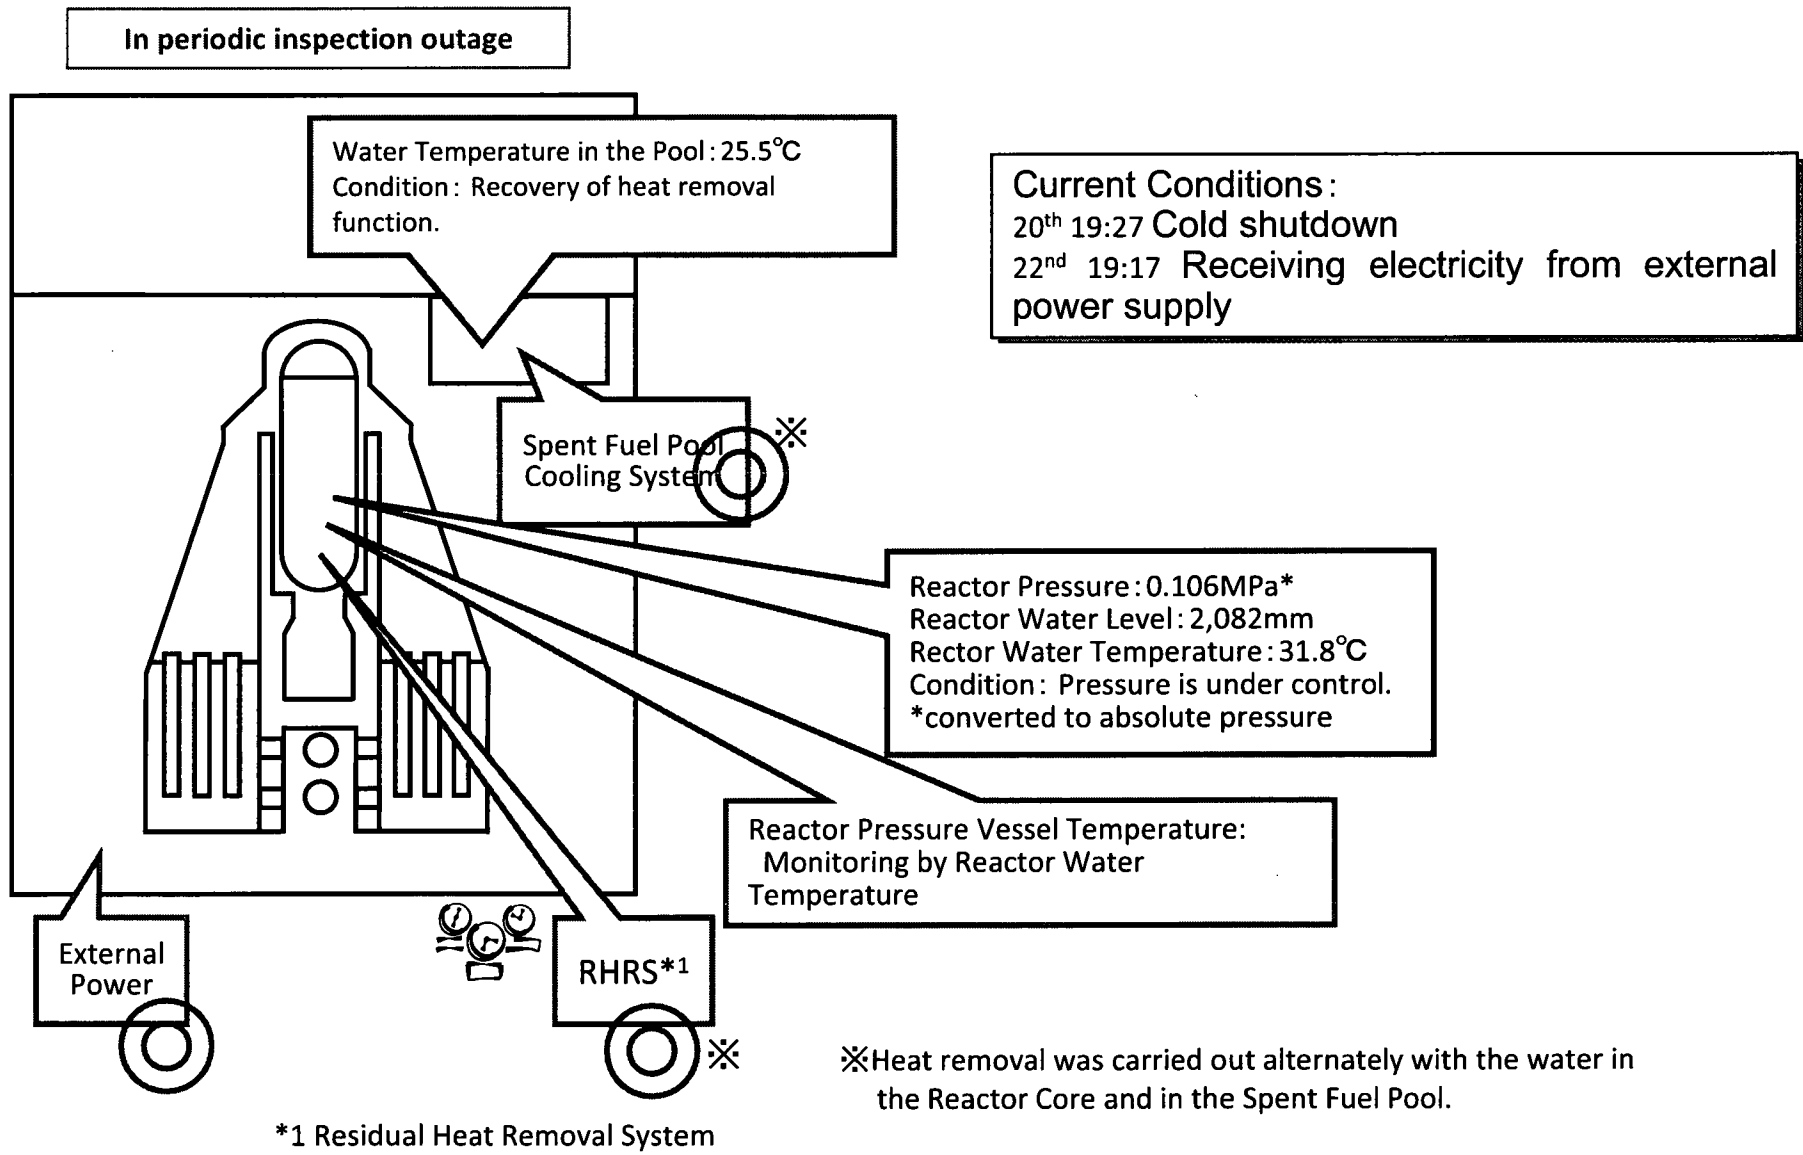 In periodic inspection outage
Water Temperature in the Pool : 25.5℃
Condition : Recovery of heat removal
function.
Current Conditions :
20th 19:27 Cold shutdown
22nd 19:17 Receiving electricity from external
power supply
Spent Fuel Pool
Cooling System
※
Reactor Pressure : 0.106MPa*
Reactor Water Level : 2,082mm
Rector Water Temperature : 31.8℃
Condition : Pressure is under control.
*converted to absolute pressure
Reactor Pressure Vessel Temperature:
Monitoring by Reactor Water
Temperature
External
Power
RHRS*1
※
※Heat removal was carried out alternately with the water in
the Reactor Core and in the Spent Fuel Pool.
*1 Residual Heat Removal System